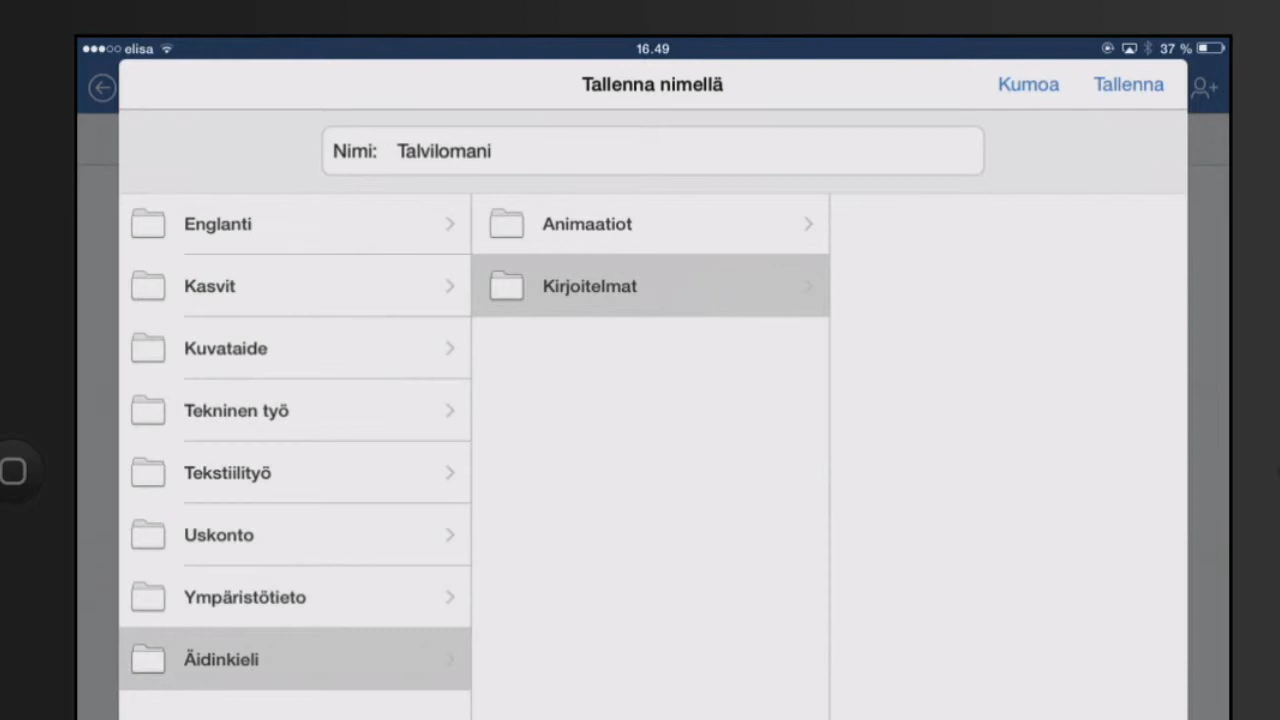 elisa 16.49 37 %
Tallenna nimellä Kumoa Tallenna
Nimi: Talvilomani
Englanti
Kasvit
Kuvataide
Tekninen työ
Tekstiilityö
Uskonto
Ympäristötieto
Äidinkieli
Animaatiot
Kirjoitelmat